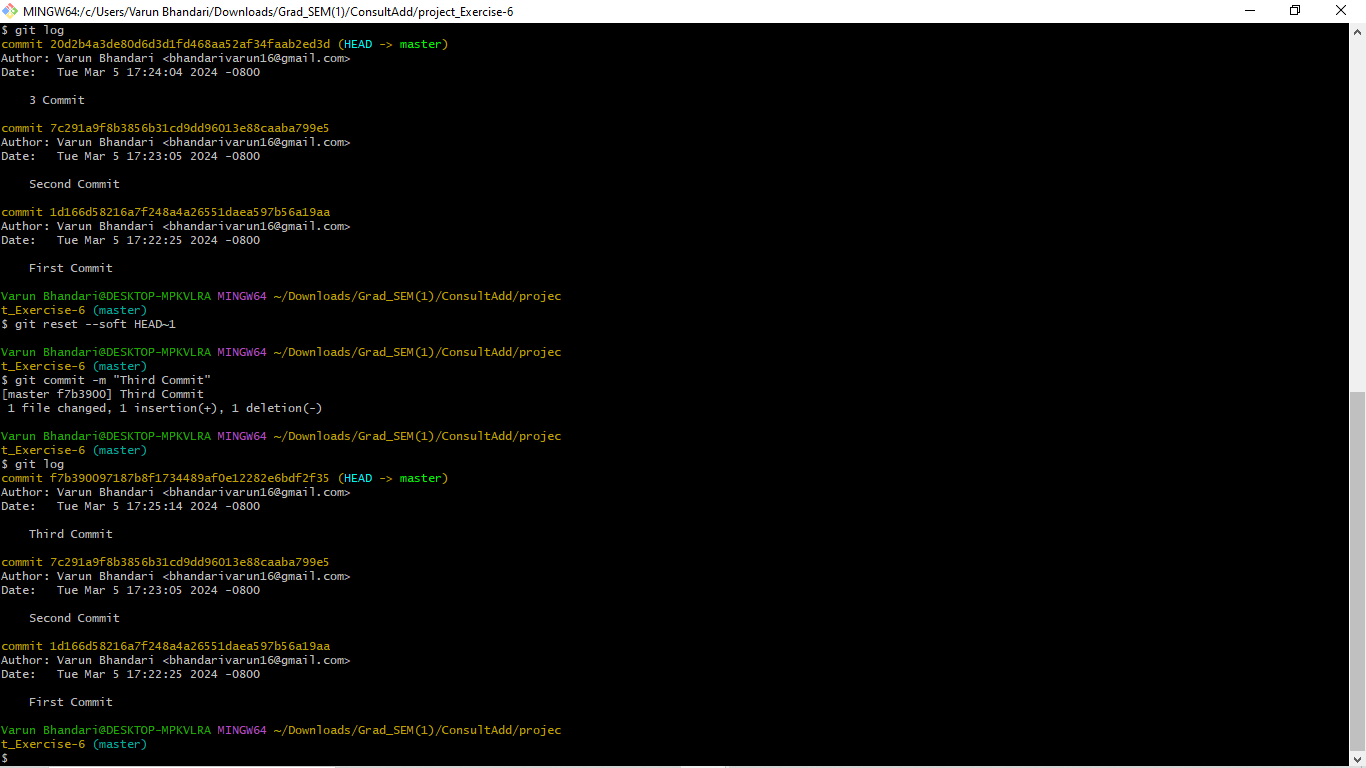 MINGW64:/c/Users/Varun Bhandari/Downloads/Grad_SEM(1)/ConsultAdd/project_Exercise-6
$ git log
commit 20d2b4a3de80d6d3d1fd468aa52af34faab2ed3d (HEAD -> master)
Author: Varun Bhandari <bhandarivarun16@gmail.com>
Date:   Tue Mar 5 17:24:04 2024 -0800

    3 Commit

commit 7c291a9f8b3856b31cd9dd96013e88caaba799e5
Author: Varun Bhandari <bhandarivarun16@gmail.com>
Date:   Tue Mar 5 17:23:05 2024 -0800

    Second Commit

commit 1d166d58216a7f248a4a26551daea597b56a19aa
Author: Varun Bhandari <bhandarivarun16@gmail.com>
Date:   Tue Mar 5 17:22:25 2024 -0800

    First Commit

Varun Bhandari@DESKTOP-MPKVLRA MINGW64 ~/Downloads/Grad_SEM(1)/ConsultAdd/projec
t_Exercise-6 (master)
$ git reset --soft HEAD~1

Varun Bhandari@DESKTOP-MPKVLRA MINGW64 ~/Downloads/Grad_SEM(1)/ConsultAdd/projec
t_Exercise-6 (master)
$ git commit -m "Third Commit"
[master f7b3900] Third Commit
 1 file changed, 1 insertion(+), 1 deletion(-)

Varun Bhandari@DESKTOP-MPKVLRA MINGW64 ~/Downloads/Grad_SEM(1)/ConsultAdd/projec
t_Exercise-6 (master)
$ git log
commit f7b390097187b8f1734489af0e12282e6bdf2f35 (HEAD -> master)
Author: Varun Bhandari <bhandarivarun16@gmail.com>
Date:   Tue Mar 5 17:25:14 2024 -0800

    Third Commit

commit 7c291a9f8b3856b31cd9dd96013e88caaba799e5
Author: Varun Bhandari <bhandarivarun16@gmail.com>
Date:   Tue Mar 5 17:23:05 2024 -0800

    Second Commit

commit 1d166d58216a7f248a4a26551daea597b56a19aa
Author: Varun Bhandari <bhandarivarun16@gmail.com>
Date:   Tue Mar 5 17:22:25 2024 -0800

    First Commit

Varun Bhandari@DESKTOP-MPKVLRA MINGW64 ~/Downloads/Grad_SEM(1)/ConsultAdd/projec
t_Exercise-6 (master)
$